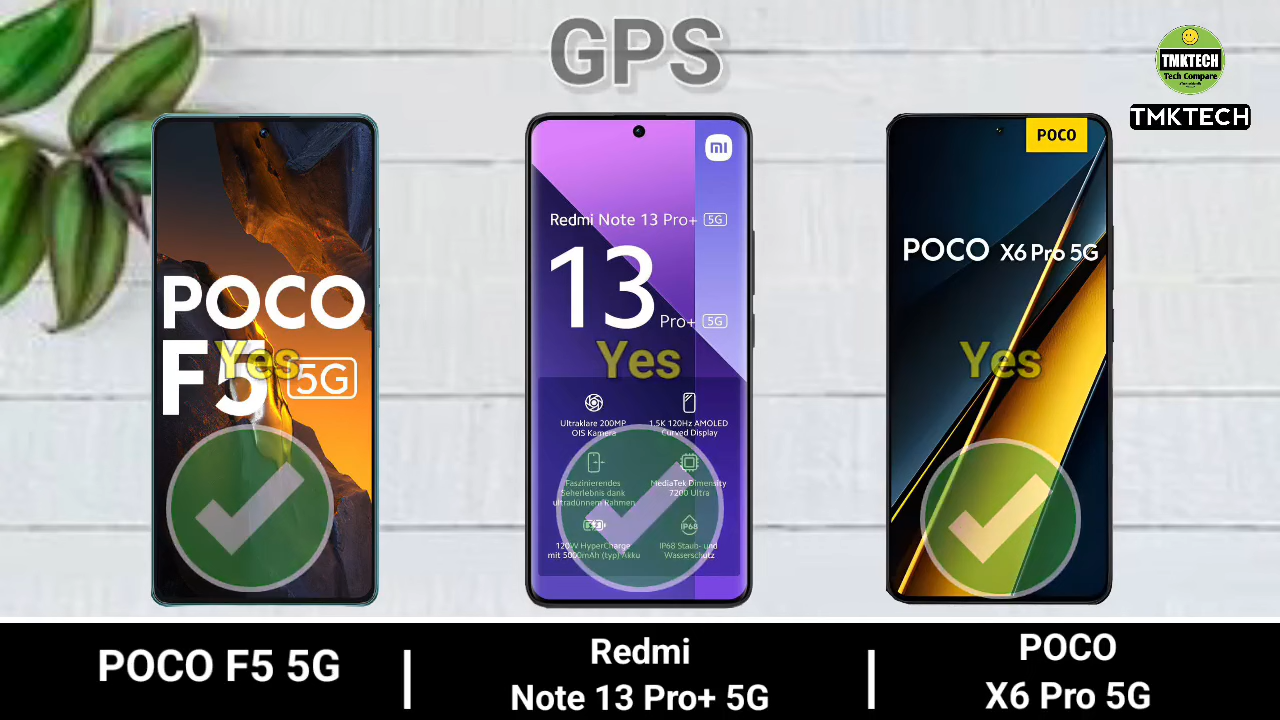 GPS
TMKTECH
Tech Compare
TMKTECH
POCO
F5 5G
Yes
Redmi Note 13 Pro+ 5G
13
Pro+ 5G
Yes
Ultraklare 200MP
OIS Kamera
1.5K 120Hz AMOLED
Curved Display
Faszinierendes
Seherlebnis dank
ultradünnem Rahmen
MediaTek Dimensity
7200 Ultra
120W HyperCharge
mit 5000mAh (typ) Akku
IP68
IP68 Staub- und
Wasserschutz
POCO
POCO X6 Pro 5G
Yes
POCO F5 5G
Redmi
Note 13 Pro+ 5G
POCO
X6 Pro 5G